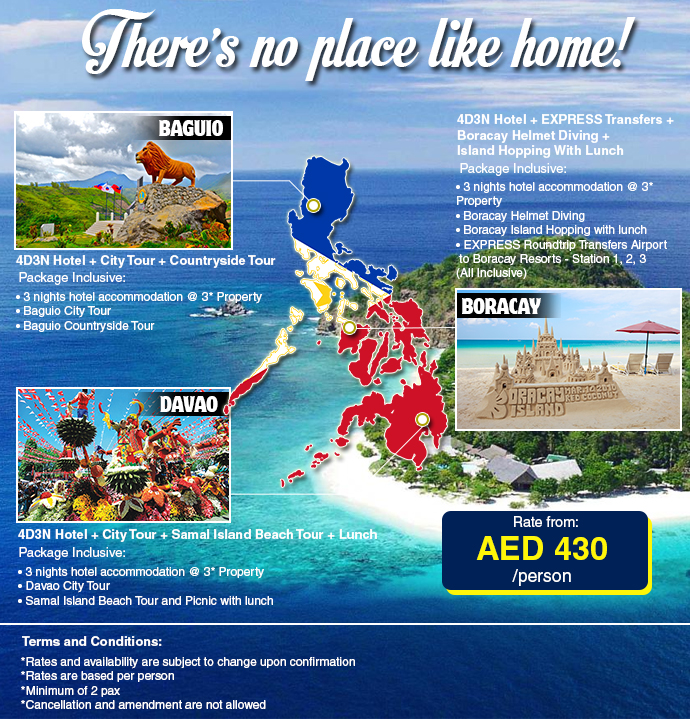 There's no place like home!
BAGUIO
4D3N Hotel + City Tour + Countryside Tour
Package Inclusive:
• 3 nights hotel accommodation @ 3* Property
• Baguio City Tour
• Baguio Countryside Tour
4D3N Hotel + EXPRESS Transfers +
Boracay Helmet Diving +
Island Hopping With Lunch
Package Inclusive:
• 3 nights hotel accommodation @ 3*
Property
• Boracay Helmet Diving
• Boracay Island Hopping with lunch
• EXPRESS Roundtrip Transfers Airport
to Boracay Resorts - Station 1, 2, 3
(All Inclusive)
BORACAY
BORACAY
ISLAND
RED COCONUT
DAVAO
4D3N Hotel + City Tour + Samal Island Beach Tour + Lunch
Package Inclusive:
• 3 nights hotel accommodation @ 3* Property
• Davao City Tour
• Samal Island Beach Tour and Picnic with lunch
Rate from:
AED 430
/person
Terms and Conditions:
*Rates and availability are subject to change upon confirmation
*Rates are based per person
*Minimum of 2 pax
*Cancellation and amendment are not allowed